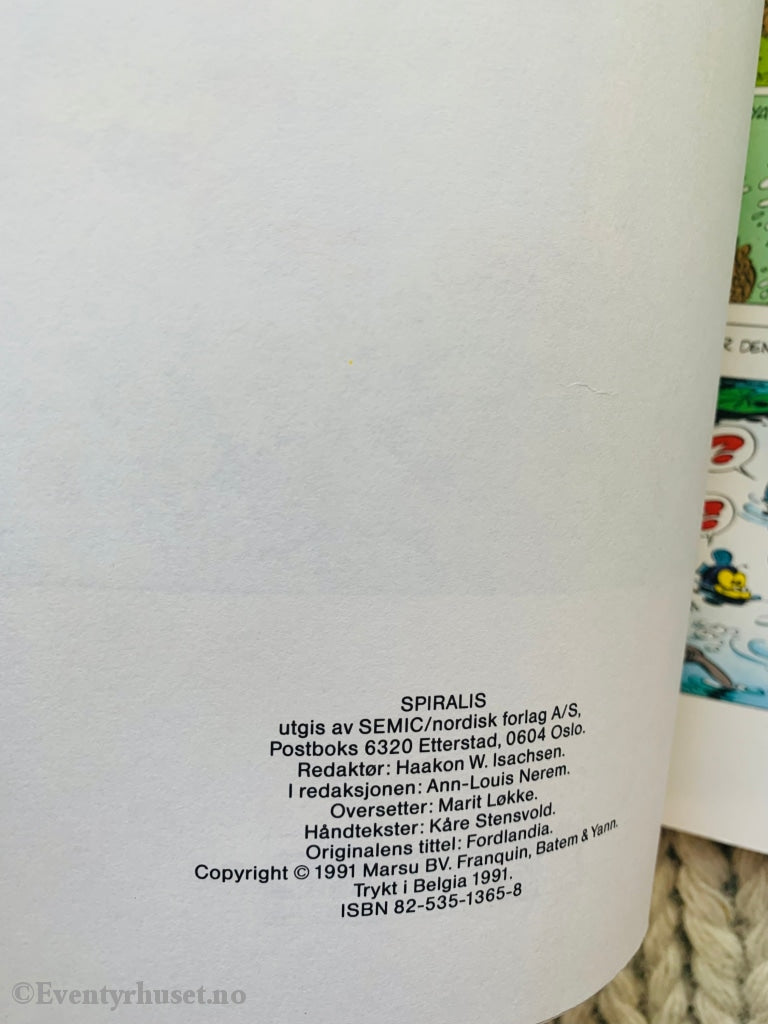 SPIRALIS
utgis av SEMIC/nordisk forlag A/S,
Postboks 6320 Etterstad, 0604 Oslo.
Redaktør: Haakon W. Isachsen.
I redaksjonen: Ann-Louis Nerem.
Oversetter: Marit Løkke.
Håndtekster: Kåre Stensvold.
Originalens tittel: Fordlandia.
Copyright © 1991 Marsu BV. Franquin, Batem & Yann.
Trykt i Belgia 1991.
ISBN 82-535-1365-8
©Eventyrhuset.no